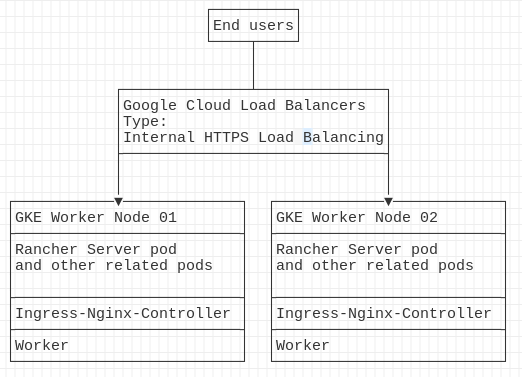 End users
Google Cloud Load Balancers
Type:
Internal HTTPS Load Balancing
GKE Worker Node 01
Rancher Server pod
and other related pods
Ingress-Nginx-Controller
Worker
GKE Worker Node 02
Rancher Server pod
and other related pods
Ingress-Nginx-Controller
Worker